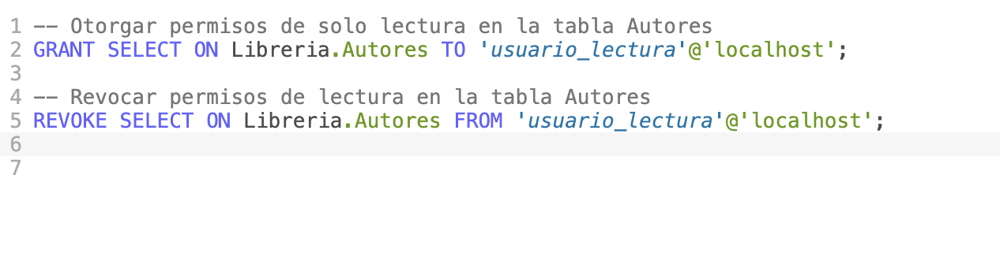 1 -- Otorgar permisos de solo lectura en la tabla Autores
2 GRANT SELECT ON Libreria.Autores TO 'usuario_lectura'@'localhost';
3
4 -- Revocar permisos de lectura en la tabla Autores
5 REVOKE SELECT ON Libreria.Autores FROM 'usuario_lectura'@'localhost';
6
7